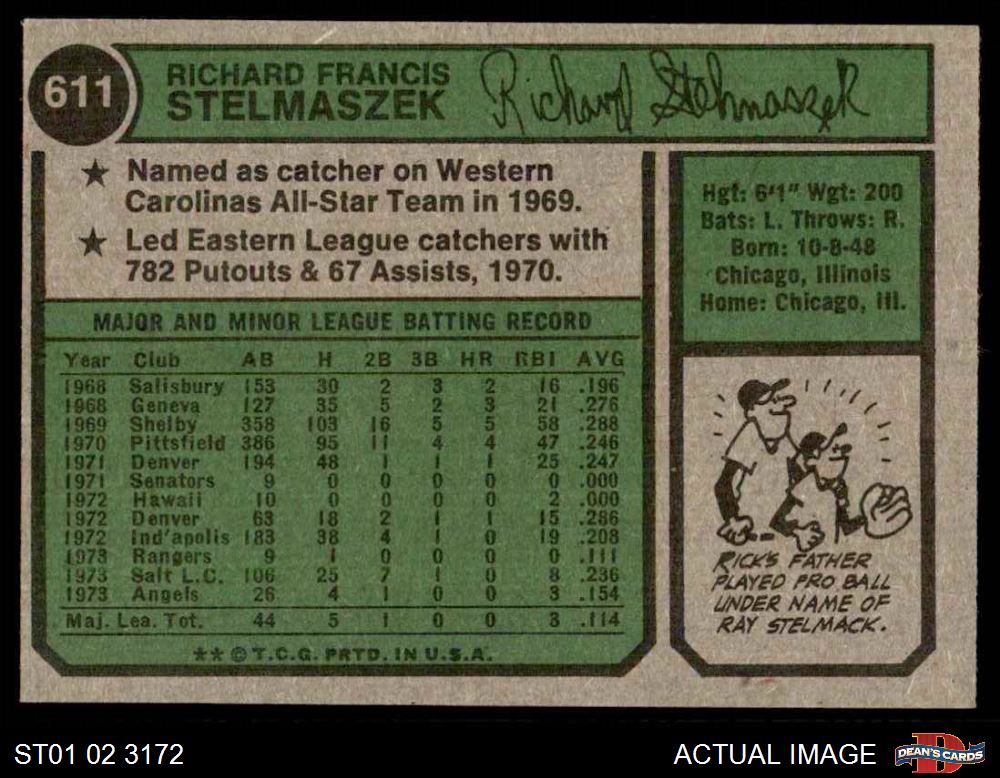 611
RICHARD FRANCIS
STELMASZEK
Richard Stelmaszek
★ Named as catcher on Western
Carolinas All-Star Team in 1969.
★ Led Eastern League catchers with
782 Putouts & 67 Assists, 1970.
Hgt: 6'1" Wgt: 200
Bats: L. Throws: R.
Born: 10-8-48
Chicago, Illinois
Home: Chicago, Ill.
MAJOR AND MINOR LEAGUE BATTING RECORD
Year Club AB H 2B 3B HR RBI AVG
1968 Salisbury 153 30 2 3 2 16 .196
1968 Geneva 127 35 5 2 3 21 .276
1969 Shelby 358 103 16 5 5 58 .288
1970 Pittsfield 386 95 11 4 4 47 .246
1971 Denver 194 48 1 1 1 25 .247
1971 Senators 9 0 0 0 0 0 .000
1972 Hawaii 10 0 0 0 0 2 .000
1972 Denver 63 18 2 1 1 15 .286
1972 Ind'apolis 183 38 4 1 0 19 .208
1973 Rangers 9 1 0 0 0 0 .111
1973 Salt L.C. 106 25 7 1 0 8 .236
1973 Angels 26 4 1 0 0 3 .154
Maj. Lea. Tot. 44 5 1 0 0 3 .114
★★ © T.C.G. PRTD. IN U.S.A.
RICK'S FATHER
PLAYED PRO BALL
UNDER NAME OF
RAY STELMACK.
ST01 02 3172
ACTUAL IMAGE
D
DEAN'S CARDS